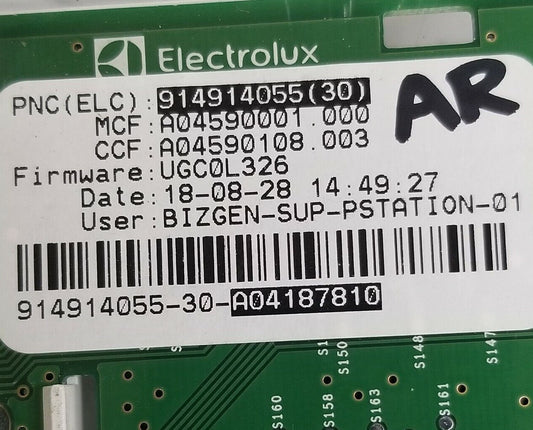 Electrolux
PNC(ELC):914914055(30)
AR
MCF:A04590001.000
CCF:A04590108.003
Firmware:UGC0L326
Date:18-08-28 14:49:27
User:BIZGEN-SUP-PSTATION-01
914914055-30-A04187810
S150
S148
S147
S160
S158
S163
S161